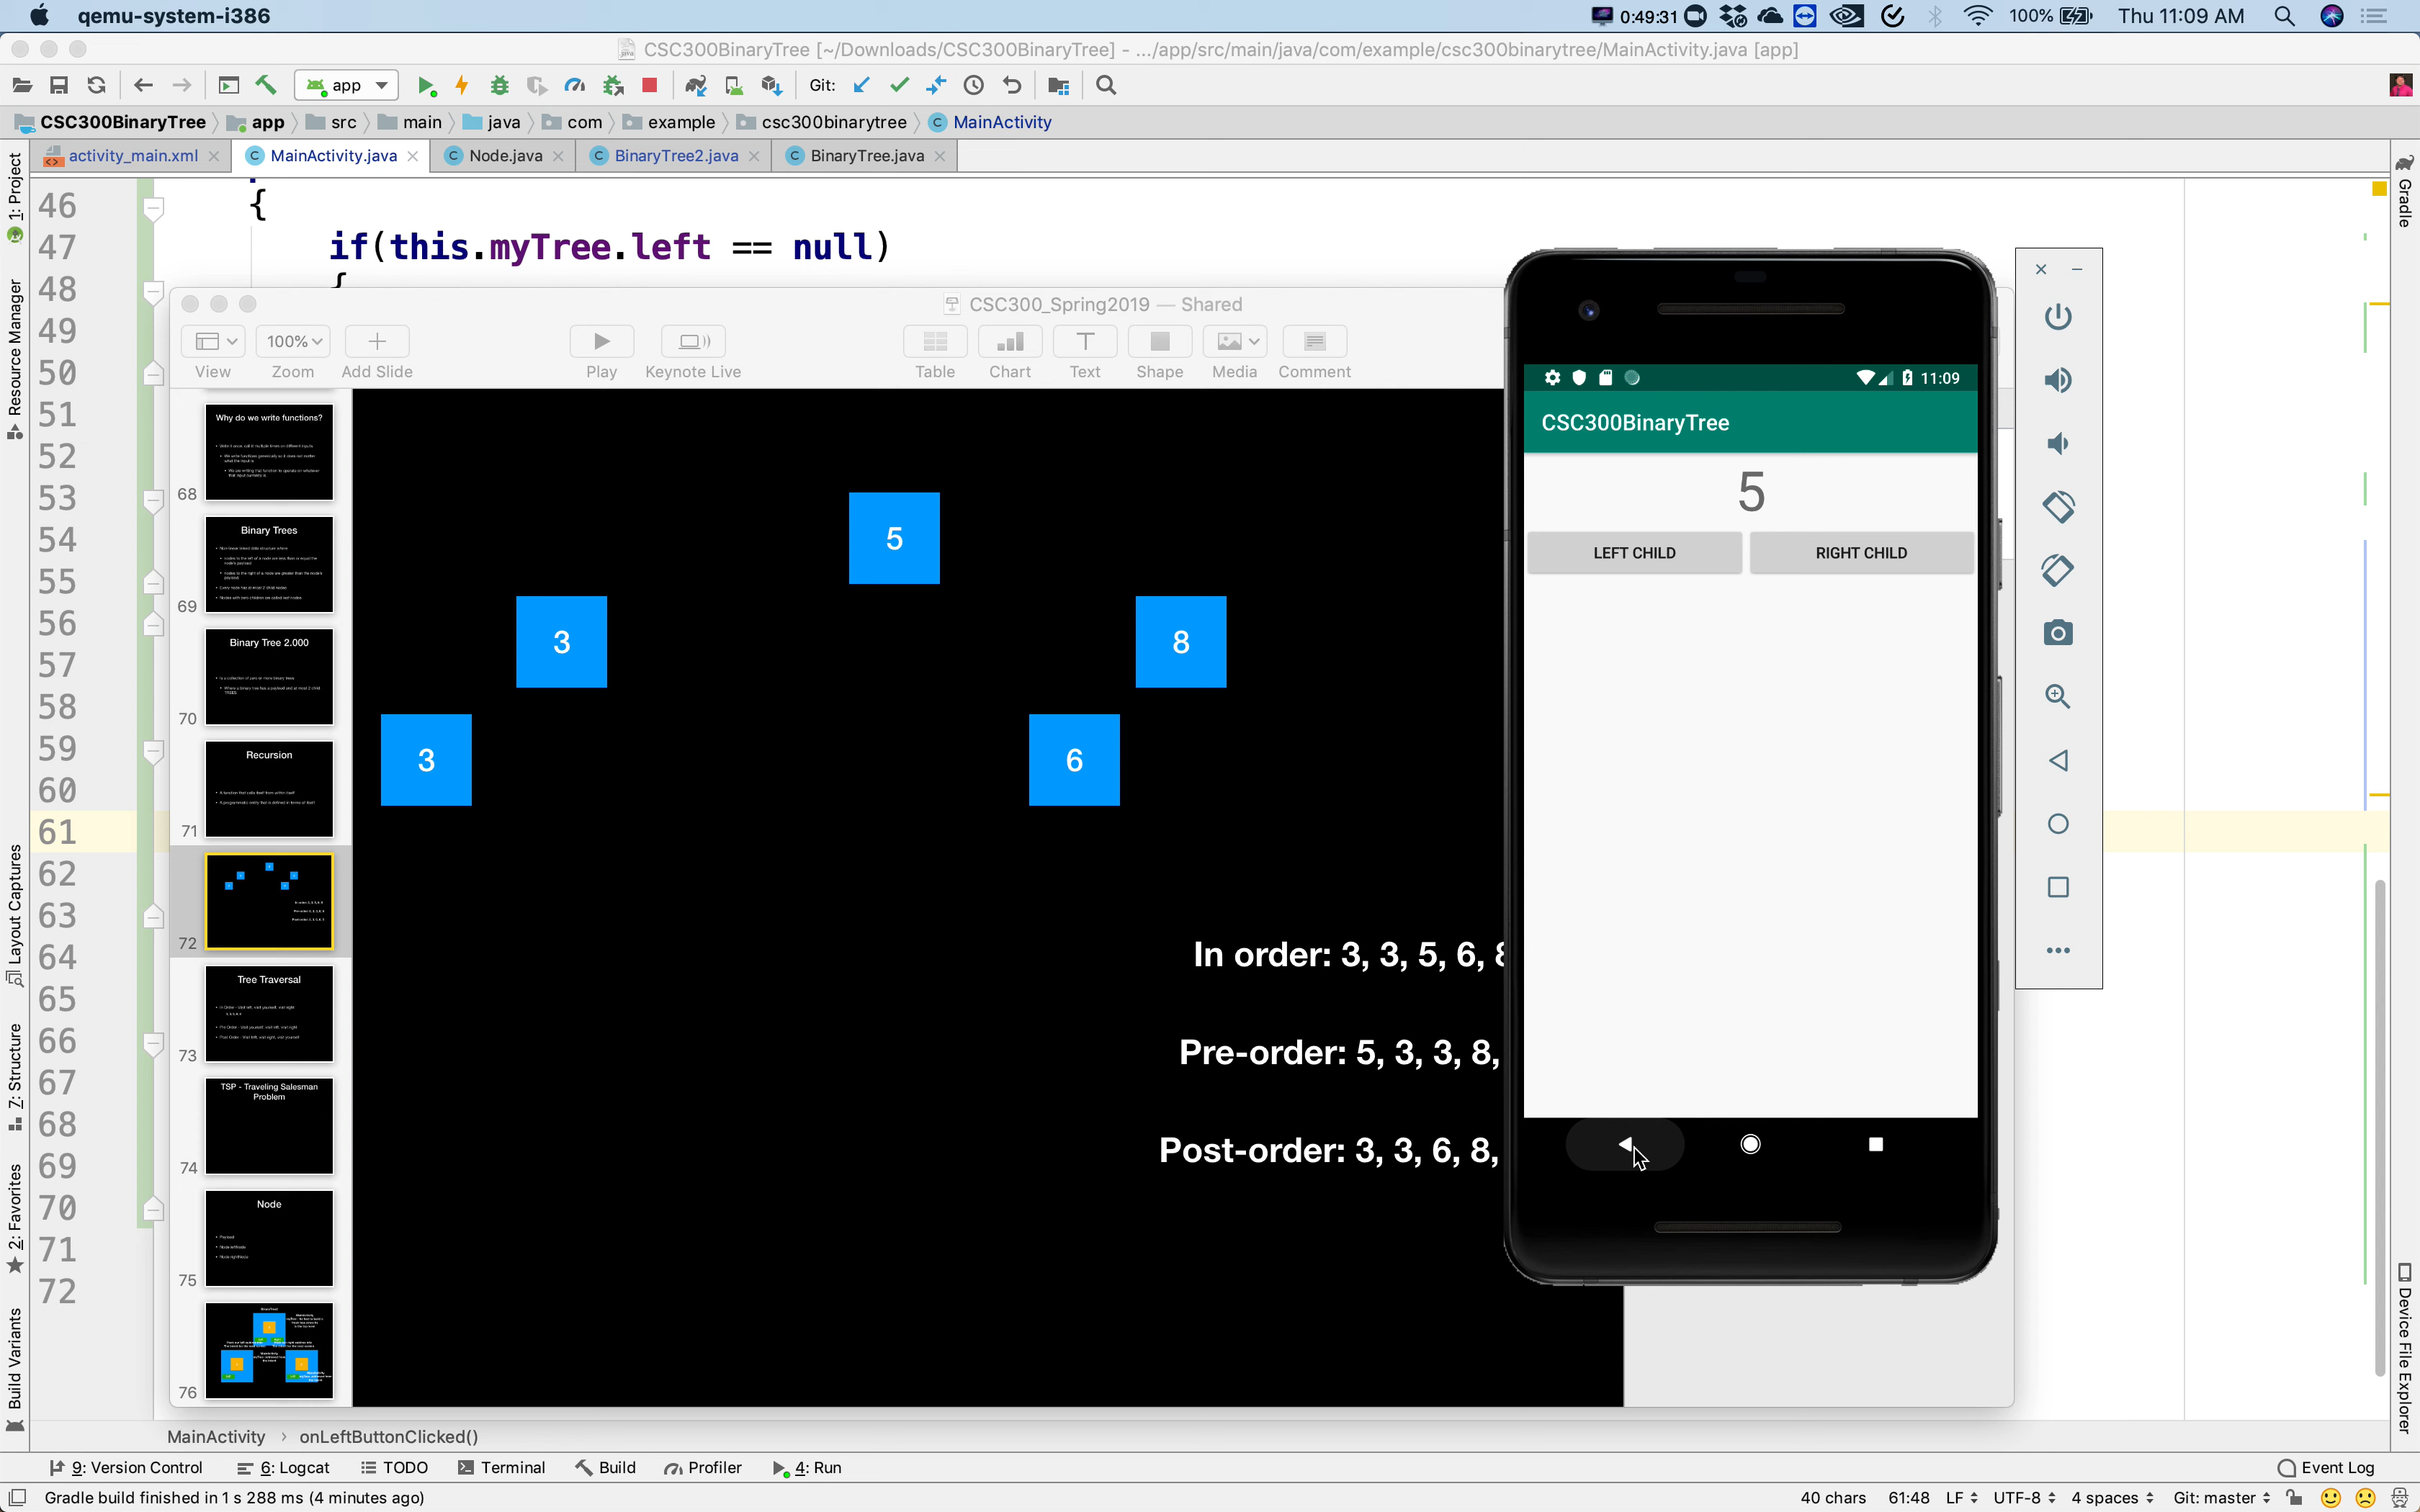 qemu-system-i386
0:49:31
100%
Thu 11:09 AM
CSC300BinaryTree [~/Downloads/CSC300BinaryTree] - .../app/src/main/java/com/example/csc300binarytree/MainActivity.java [app]
app
Git:
CSC300BinaryTree
app
src
main
java
com
example
csc300binarytree
MainActivity
activity_main.xml
MainActivity.java
Node.java
BinaryTree2.java
BinaryTree.java
1: Project
Resource Manager
Layout Captures
7: Structure
2: Favorites
Build Variants
Gradle
Device File Explorer
46
{
47
if(this.myTree.left == null)
48
49
50
51
52
53
54
55
56
57
58
59
60
61
62
63
64
65
66
67
68
69
70
71
72
CSC300_Spring2019 — Shared
100%
View
Zoom
Add Slide
Play
Keynote Live
Table
Chart
Text
Shape
Media
Comment
Why do we write functions?
68
Binary Trees
69
Binary Tree 2.000
70
Recursion
71
72
Tree Traversal
73
TSP - Traveling Salesman
Problem
74
Node
75
76
5
3
8
3
6
In order: 3, 3, 5, 6, 8
Pre-order: 5, 3, 3, 8,
Post-order: 3, 3, 6, 8,
11:09
CSC300BinaryTree
5
LEFT CHILD
RIGHT CHILD
MainActivity
onLeftButtonClicked()
9: Version Control
6: Logcat
TODO
Terminal
Build
Profiler
4: Run
Event Log
Gradle build finished in 1 s 288 ms (4 minutes ago)
40 chars
61:48
LF
UTF-8
4 spaces
Git: master